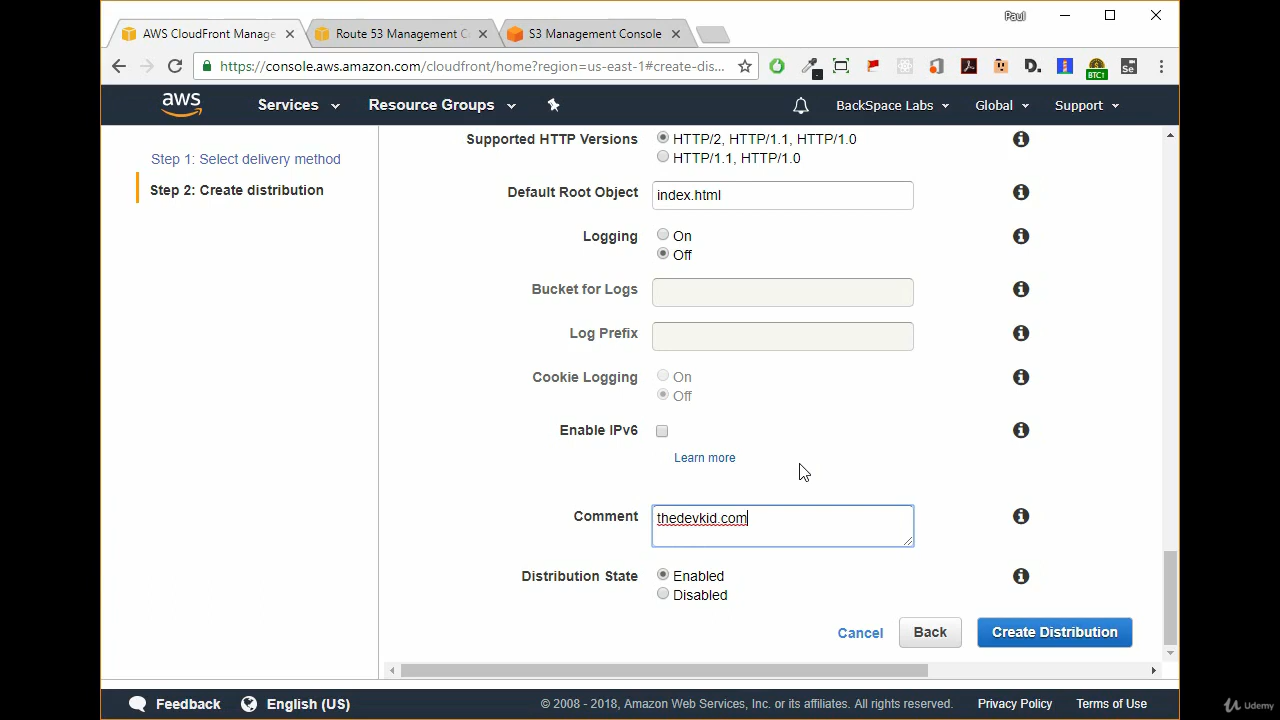 Paul
AWS CloudFront Manage
Route 53 Management C
S3 Management Console
https://console.aws.amazon.com/cloudfront/home?region=us-east-1#create-dis...
BTC1
Se
aws
Services
Resource Groups
BackSpace Labs
Global
Support
Step 1: Select delivery method
Step 2: Create distribution
Supported HTTP Versions
HTTP/2, HTTP/1.1, HTTP/1.0
HTTP/1.1, HTTP/1.0
Default Root Object
index.html
Logging
On
Off
Bucket for Logs
Log Prefix
Cookie Logging
On
Off
Enable IPv6
Learn more
Comment
thedevkid.com
Distribution State
Enabled
Disabled
Cancel
Back
Create Distribution
Feedback
English (US)
© 2008 - 2018, Amazon Web Services, Inc. or its affiliates. All rights reserved.
Privacy Policy
Terms of Use
Udemy